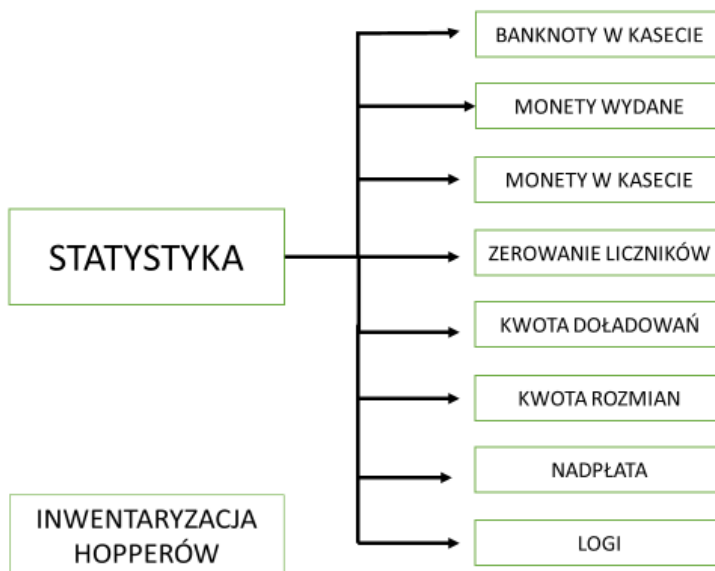 BANKNOTY W KASECIE
MONETY WYDANE
MONETY W KASECIE
STATYSTYKA
ZEROWANIE LICZNIKÓW
KWOTA DOŁADOWAŃ
KWOTA ROZMIAN
NADPŁATA
INWENTARYZACJA
HOPPERÓW
LOGI